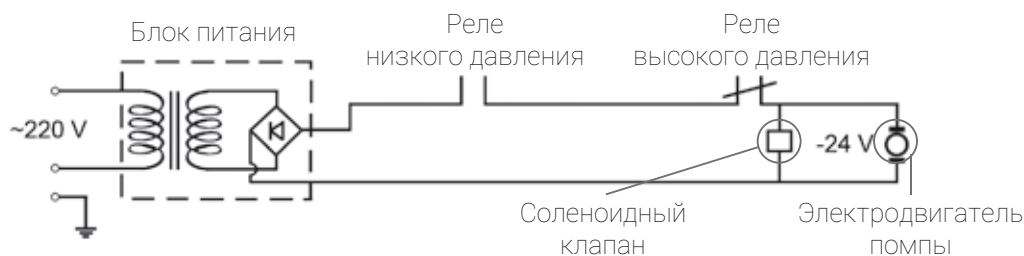 Блок питания
Реле
низкого давления
Реле
высокого давления
~220 V
-24 V
Соленоидный
клапан
Электродвигатель
помпы